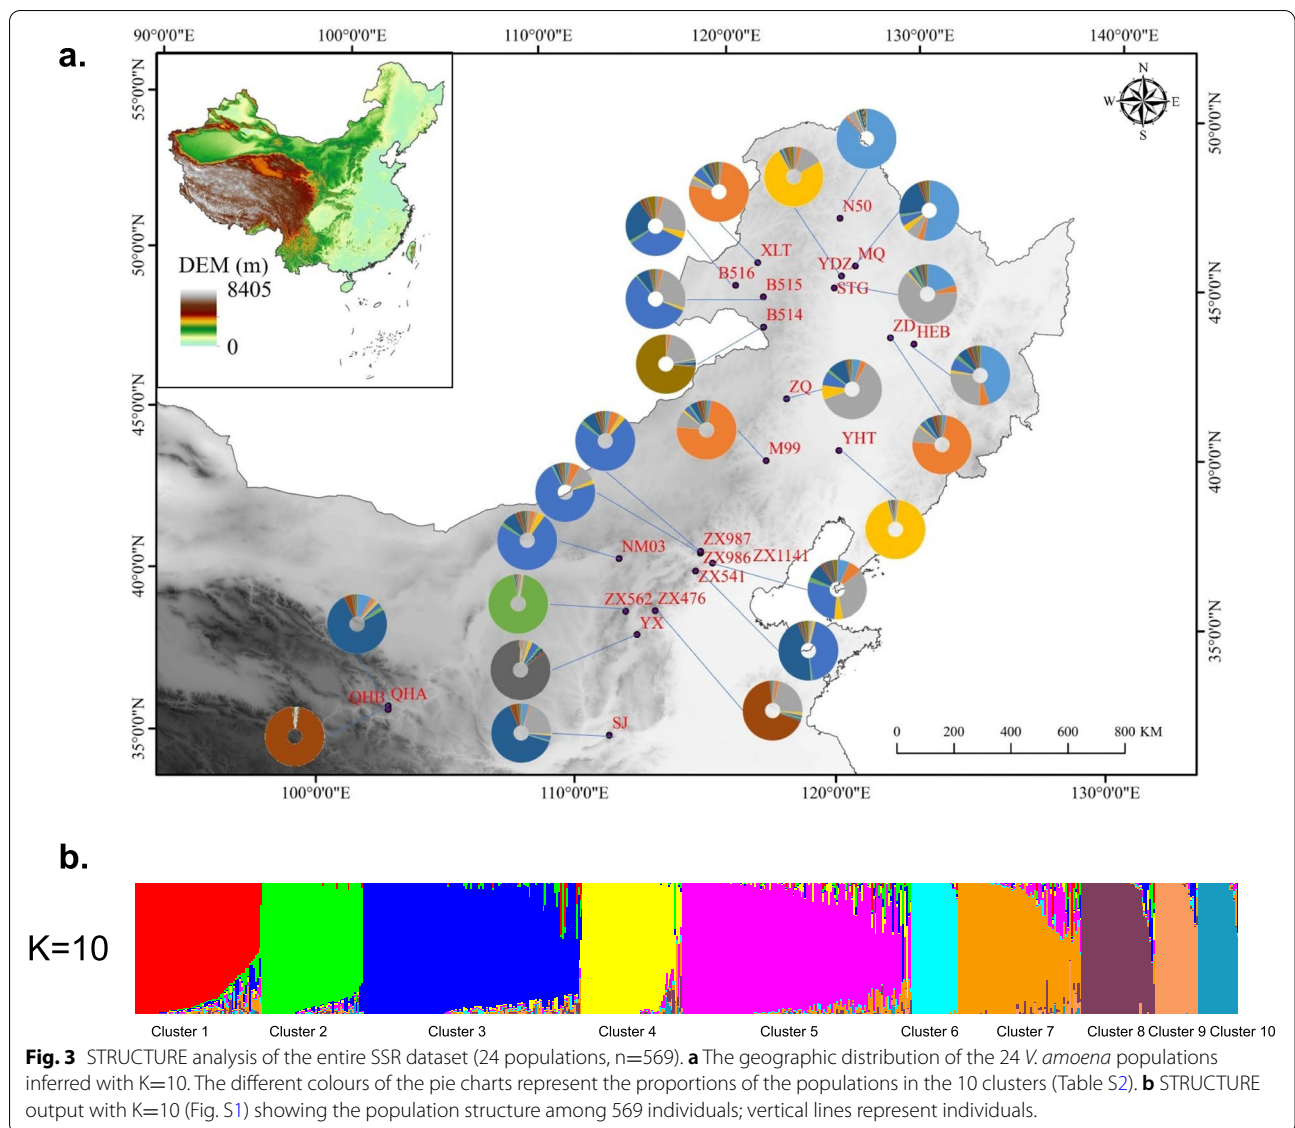 a.
90°0'0"E 100°0'0"E 110°0'0"E 120°0'0"E 130°0'0"E 140°0'0"E
55°0'0"N
50°0'0"N
45°0'0"N
40°0'0"N
35°0'0"N
50°0'0"N
45°0'0"N
40°0'0"N
35°0'0"N
DEM (m)
8405
0
N
W E
S
N50
XLT
YDZ MQ
B516
B515
STG
B514
ZD HEB
ZQ
M99
YHT
ZX987
NM03
ZX986 ZX1141
ZX541
ZX562 ZX476
YX
QHB QHA
SJ
0 200 400 600 800 KM
100°0'0"E 110°0'0"E 120°0'0"E 130°0'0"E
b.
K=10
Cluster 1 Cluster 2 Cluster 3 Cluster 4 Cluster 5 Cluster 6 Cluster 7 Cluster 8 Cluster 9 Cluster 10
Fig. 3 STRUCTURE analysis of the entire SSR dataset (24 populations, n=569). a The geographic distribution of the 24 V. amoena populations
inferred with K=10. The different colours of the pie charts represent the proportions of the populations in the 10 clusters (Table S2). b STRUCTURE
output with K=10 (Fig. S1) showing the population structure among 569 individuals; vertical lines represent individuals.